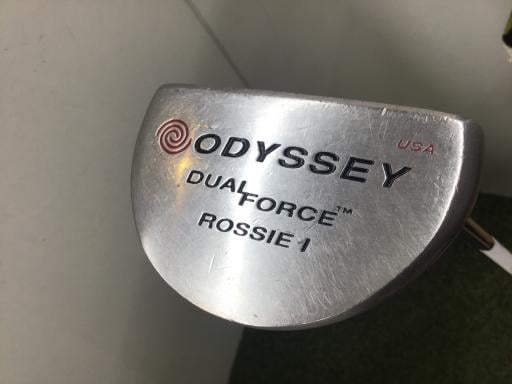 ODYSSEY USA
DUAL FORCE™
ROSSIE I